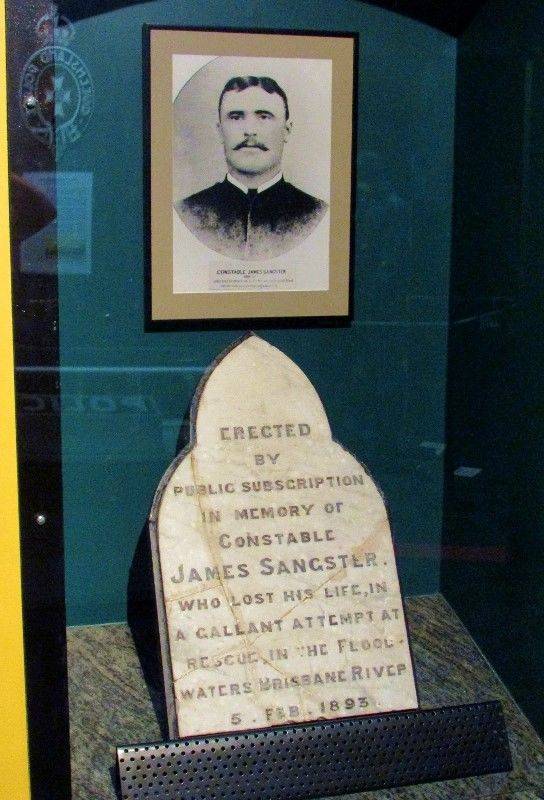 CONSTABLE JAMES SANGSTER
ERECTED
BY
PUBLIC SUBSCRIPTION
IN MEMORY OF
CONSTABLE
JAMES SANGSTER.
WHO LOST HIS LIFE, IN
A GALLANT ATTEMPT AT
RESCUE, IN THE FLOOD-
WATERS BRISBANE RIVER
5. FEB. 1893.
POLIC